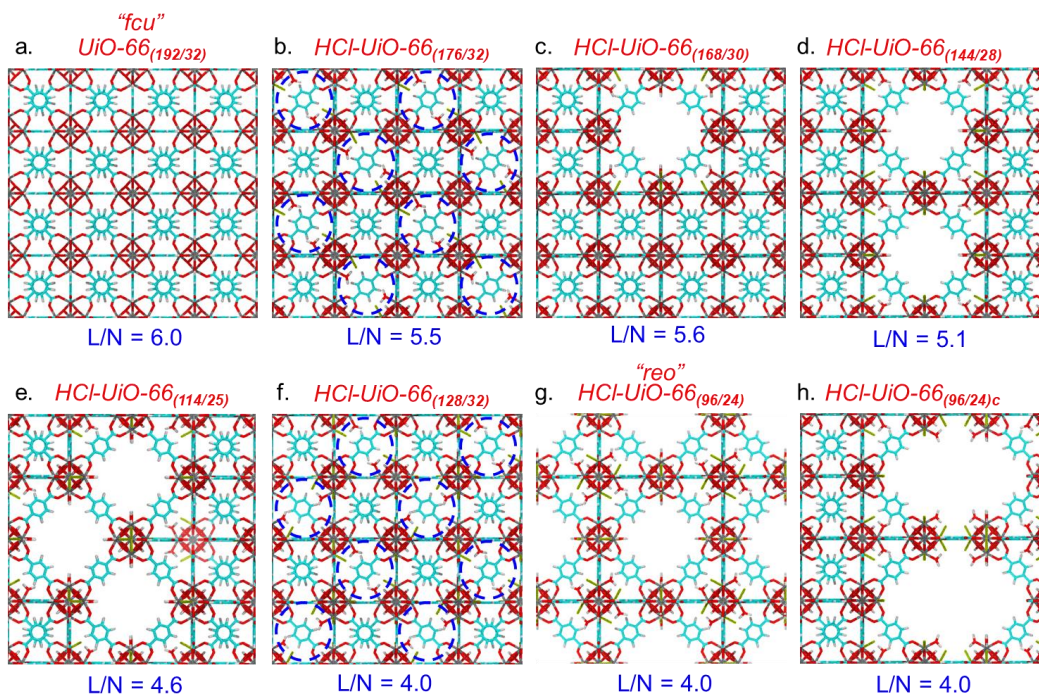 "fcu"
a. UiO-66(192/32)
b. HCl-UiO-66(176/32)
c. HCl-UiO-66(168/30)
d. HCl-UiO-66(144/28)
L/N = 6.0
L/N = 5.5
L/N = 5.6
L/N = 5.1
e. HCl-UiO-66(114/25)
f. HCl-UiO-66(128/32)
"reo"
g. HCl-UiO-66(96/24)
h. HCl-UiO-66(96/24)c
L/N = 4.6
L/N = 4.0
L/N = 4.0
L/N = 4.0